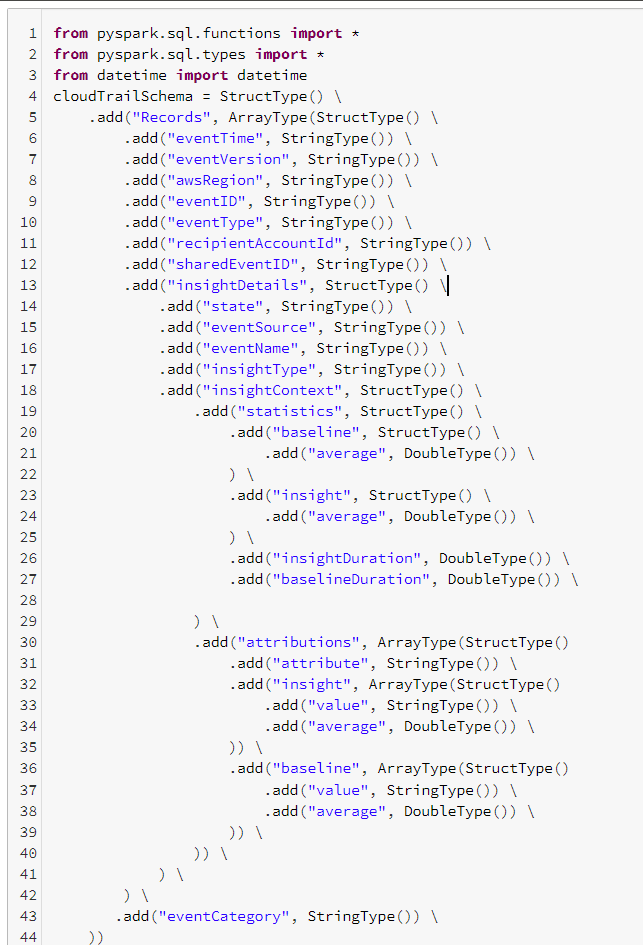 1 from pyspark.sql.functions import *
2 from pyspark.sql.types import *
3 from datetime import datetime
4 cloudTrailSchema = StructType() \
5     .add("Records", ArrayType(StructType() \
6         .add("eventTime", StringType()) \
7         .add("eventVersion", StringType()) \
8         .add("awsRegion", StringType()) \
9         .add("eventID", StringType()) \
10         .add("eventType", StringType()) \
11         .add("recipientAccountId", StringType()) \
12         .add("sharedEventID", StringType()) \
13         .add("insightDetails", StructType() \
14             .add("state", StringType()) \
15             .add("eventSource", StringType()) \
16             .add("eventName", StringType()) \
17             .add("insightType", StringType()) \
18             .add("insightContext", StructType() \
19                 .add("statistics", StructType() \
20                     .add("baseline", StructType() \
21                         .add("average", DoubleType()) \
22                     ) \
23                     .add("insight", StructType() \
24                         .add("average", DoubleType()) \
25                     ) \
26                     .add("insightDuration", DoubleType()) \
27                     .add("baselineDuration", DoubleType()) \
28
29                 ) \
30                 .add("attributions", ArrayType(StructType()
31                     .add("attribute", StringType()) \
32                     .add("insight", ArrayType(StructType()
33                         .add("value", StringType()) \
34                         .add("average", DoubleType()) \
35                     )) \
36                     .add("baseline", ArrayType(StructType()
37                         .add("value", StringType()) \
38                         .add("average", DoubleType()) \
39                     )) \
40                 )) \
41             ) \
42         ) \
43        .add("eventCategory", StringType()) \
44     ))